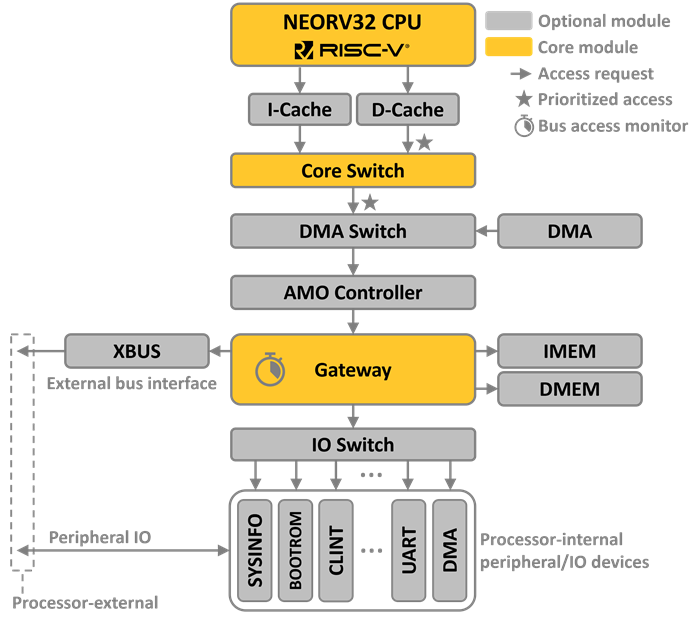 NEORV32 CPU
RISC-V®
Optional module
Core module
Access request
Prioritized access
Bus access monitor
I-Cache
D-Cache
Core Switch
DMA Switch
DMA
AMO Controller
XBUS
External bus interface
Gateway
IMEM
DMEM
IO Switch
...
Peripheral IO
SYSINFO
BOOTROM
CLINT
...
UART
DMA
Processor-internal
peripheral/IO devices
Processor-external